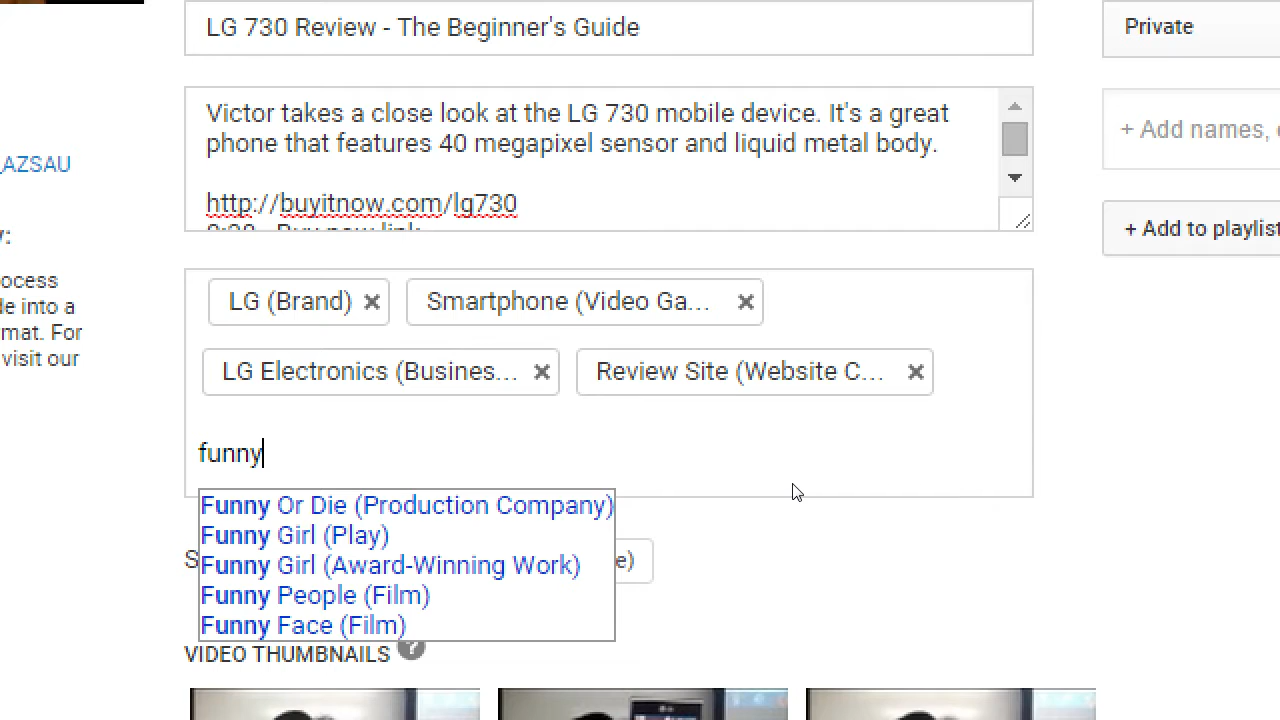 LG 730 Review - The Beginner's Guide
Private
Victor takes a close look at the LG 730 mobile device. It's a great
phone that features 40 megapixel sensor and liquid metal body.
http://buyitnow.com/lg730
+ Add names,
_AZSAU
+ Add to playlist
y:
ocess
de into a
mat. For
visit our
LG (Brand)
Smartphone (Video Ga...
LG Electronics (Busines...
Review Site (Website C...
funny
Funny Or Die (Production Company)
Funny Girl (Play)
Funny Girl (Award-Winning Work)
Funny People (Film)
Funny Face (Film)
S
e)
VIDEO THUMBNAILS ?